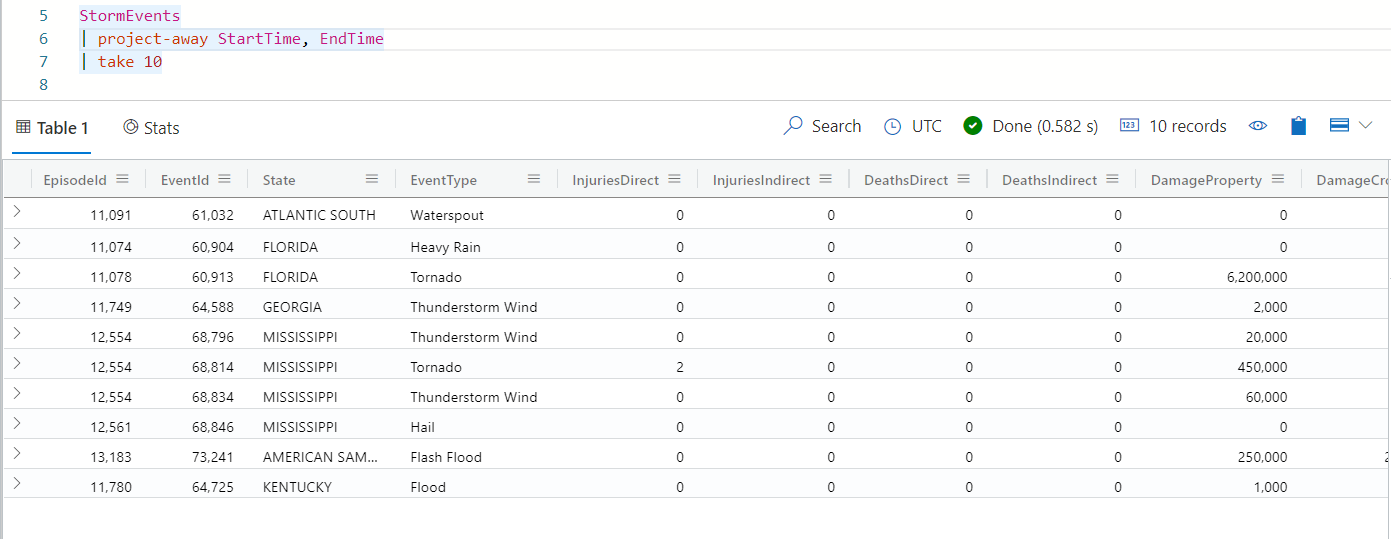 5 StormEvents
6 | project-away StartTime, EndTime
7 | take 10
8
Table 1 Stats Search UTC Done (0.582 s) 123 10 records
EpisodeId EventId State EventType InjuriesDirect InjuriesIndirect DeathsDirect DeathsIndirect DamageProperty DamageCro
11,091 61,032 ATLANTIC SOUTH Waterspout 0 0 0 0 0
11,074 60,904 FLORIDA Heavy Rain 0 0 0 0 0
11,078 60,913 FLORIDA Tornado 0 0 0 0 6,200,000
11,749 64,588 GEORGIA Thunderstorm Wind 0 0 0 0 2,000
12,554 68,796 MISSISSIPPI Thunderstorm Wind 0 0 0 0 20,000
12,554 68,814 MISSISSIPPI Tornado 2 0 0 0 450,000
12,554 68,834 MISSISSIPPI Thunderstorm Wind 0 0 0 0 60,000
12,561 68,846 MISSISSIPPI Hail 0 0 0 0 0
13,183 73,241 AMERICAN SAM... Flash Flood 0 0 0 0 250,000
11,780 64,725 KENTUCKY Flood 0 0 0 0 1,000